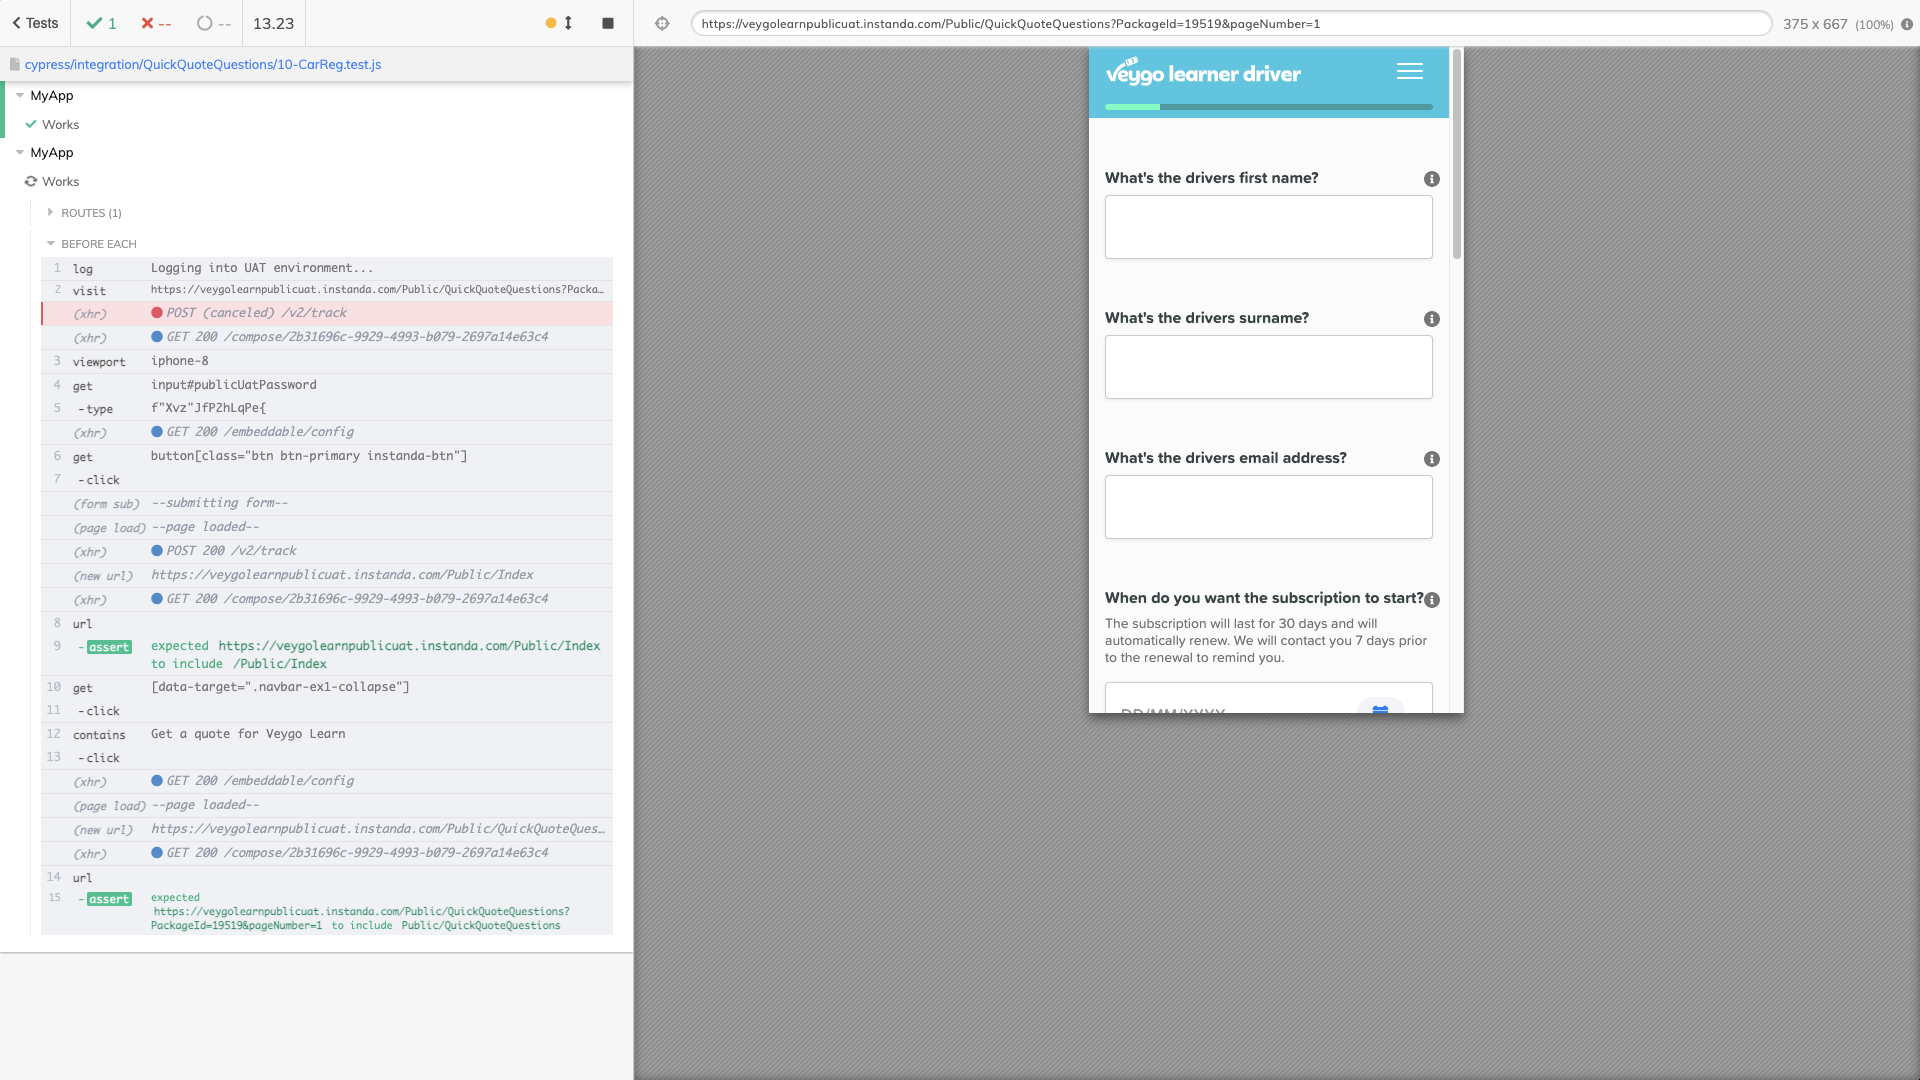 Tests
1
--
--
13.23
https://veygolearnpublicuat.instanda.com/Public/QuickQuoteQuestions?PackageId=19519&pageNumber=1
375 x 667 (100%)
cypress/integration/QuickQuoteQuestions/10-CarReg.test.js
MyApp
Works
MyApp
Works
ROUTES (1)
BEFORE EACH
1 log Logging into UAT environment...
2 visit https://veygolearnpublicuat.instanda.com/Public/QuickQuoteQuestions?Packa…
(xhr) POST (canceled) /v2/track
(xhr) GET 200 /compose/2b31696c-9929-4993-b079-2697a14e63c4
3 viewport iphone-8
4 get input#publicUatPassword
5 -type f"Xvz"JfP2hLqPe{
(xhr) GET 200 /embeddable/config
6 get button[class="btn btn-primary instanda-btn"]
7 -click
(form sub) --submitting form--
(page load) --page loaded--
(xhr) POST 200 /v2/track
(new url) https://veygolearnpublicuat.instanda.com/Public/Index
(xhr) GET 200 /compose/2b31696c-9929-4993-b079-2697a14e63c4
8 url
9 -assert expected https://veygolearnpublicuat.instanda.com/Public/Index
to include /Public/Index
10 get [data-target=".navbar-ex1-collapse"]
11 -click
12 contains Get a quote for Veygo Learn
13 -click
(xhr) GET 200 /embeddable/config
(page load) --page loaded--
(new url) https://veygolearnpublicuat.instanda.com/Public/QuickQuoteQues…
(xhr) GET 200 /compose/2b31696c-9929-4993-b079-2697a14e63c4
14 url
15 -assert expected
https://veygolearnpublicuat.instanda.com/Public/QuickQuoteQuestions?
PackageId=19519&pageNumber=1 to include Public/QuickQuoteQuestions
veygo learner driver
What's the drivers first name?
What's the drivers surname?
What's the drivers email address?
When do you want the subscription to start?
The subscription will last for 30 days and will
automatically renew. We will contact you 7 days prior
to the renewal to remind you.
DD/MM/YYYY